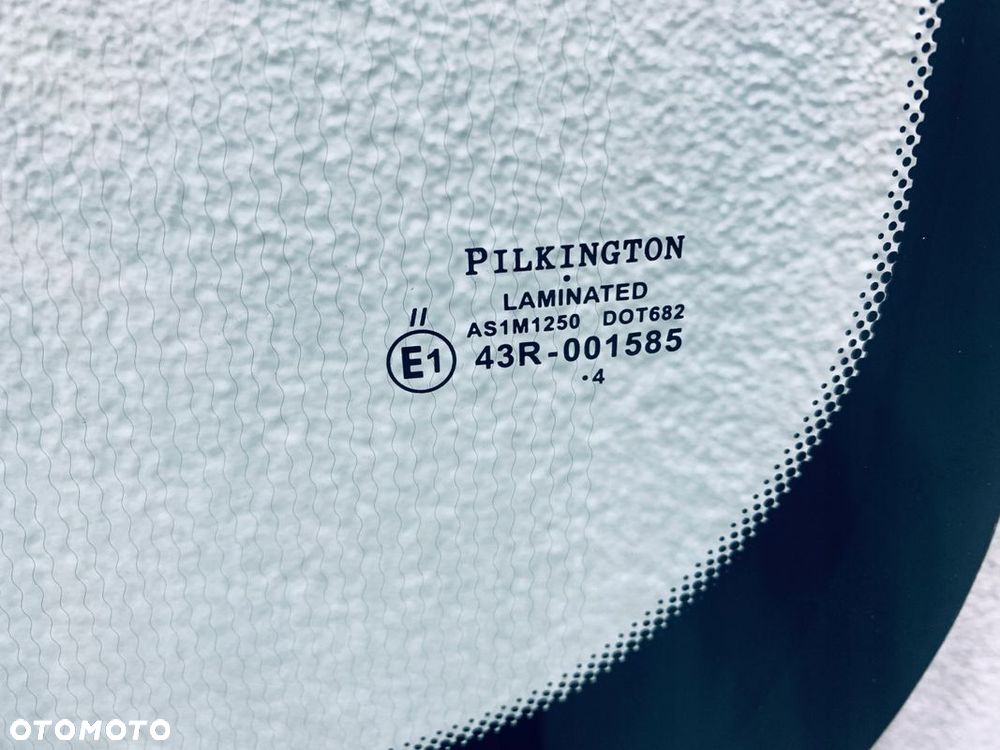 PILKINGTON
LAMINATED
AS1M1250 DOT682
II
E1 43R-001585
.4
OTOMOTO